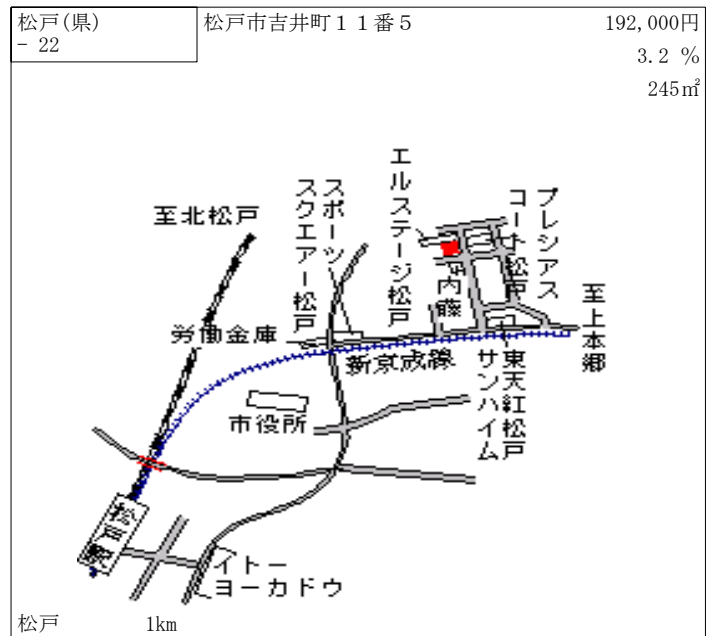 松戸(県)
- 22
松戸市吉井町１１番５
192,000円
3.2 %
245㎡
至北松戸
スポーツ
スクエアー松戸
エルステージ松戸
プレシアス
コート松戸
内藤
至上本郷
労働金庫
新京成線
東天紅松戸
サンハイム
市役所
松戸駅
イトー
ヨーカドウ
松戸
1km